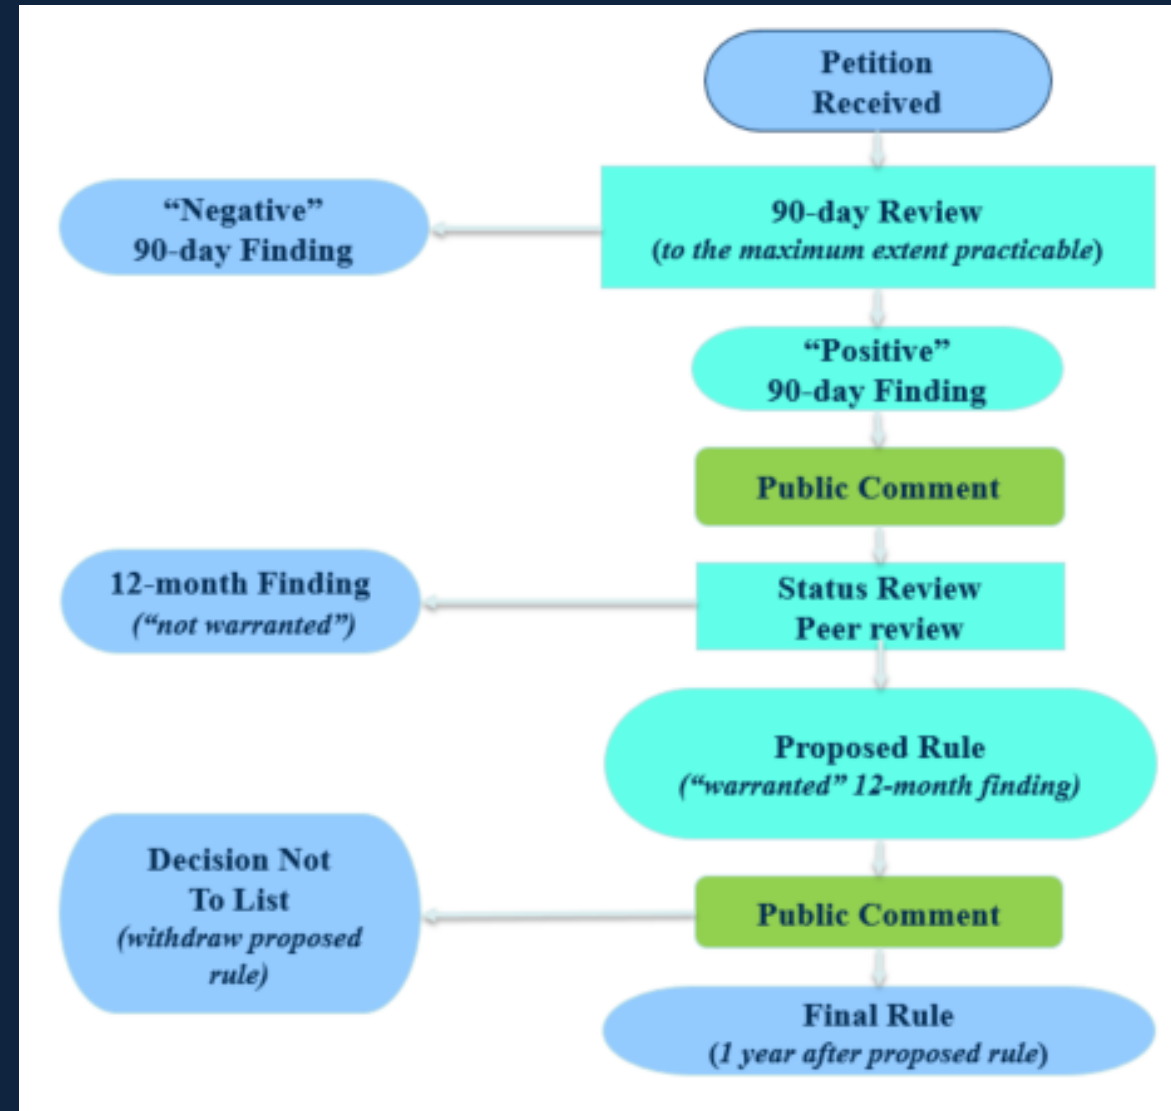 Petition
Received
“Negative”
90-day Finding
90-day Review
(to the maximum extent practicable)
“Positive”
90-day Finding
Public Comment
12-month Finding
(“not warranted”)
Status Review
Peer review
Proposed Rule
(“warranted” 12-month finding)
Decision Not
To List
(withdraw proposed
rule)
Public Comment
Final Rule
(1 year after proposed rule)